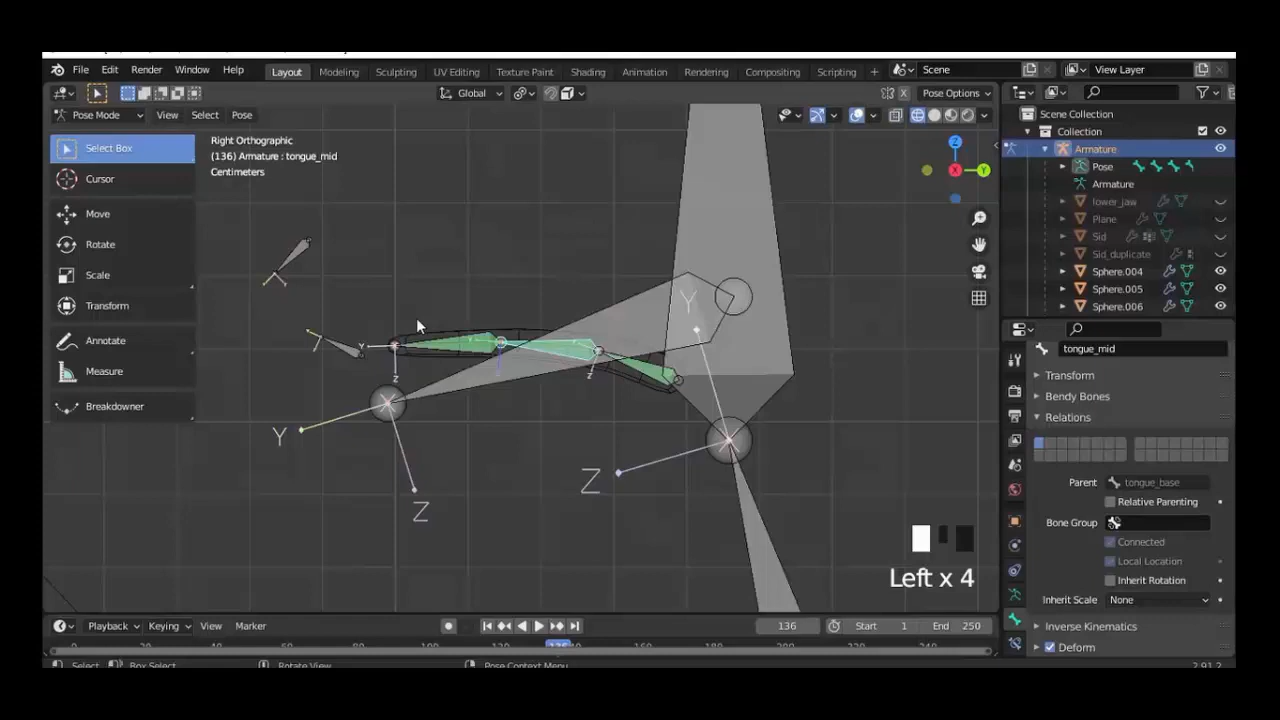 File Edit Render Window Help Layout Modeling Sculpting UV Editing Texture Paint Shading Animation Rendering Compositing Scripting + Scene View Layer
Global Pose Options
Pose Mode View Select Pose
Scene Collection
Collection
Armature
Pose
Armature
lower_jaw
Plane
Sid
Sid_duplicate
Sphere.004
Sphere.005
Sphere.006
Select Box
Cursor
Move
Rotate
Scale
Transform
Annotate
Measure
Breakdowner
Right Orthographic
(136) Armature : tongue_mid
Centimeters
Z
X
Y
Y
Y
Z
Z
Y
Z
Z
Left x 4
tongue_mid
Transform
Bendy Bones
Relations
Parent tongue_base
Relative Parenting
Bone Group
Connected
Local Location
Inherit Rotation
Inherit Scale None
Inverse Kinematics
Deform
Playback Keying View Marker 136 Start 1 End 250
Select Box Select Rotate View Pose Context Menu 2.91.2